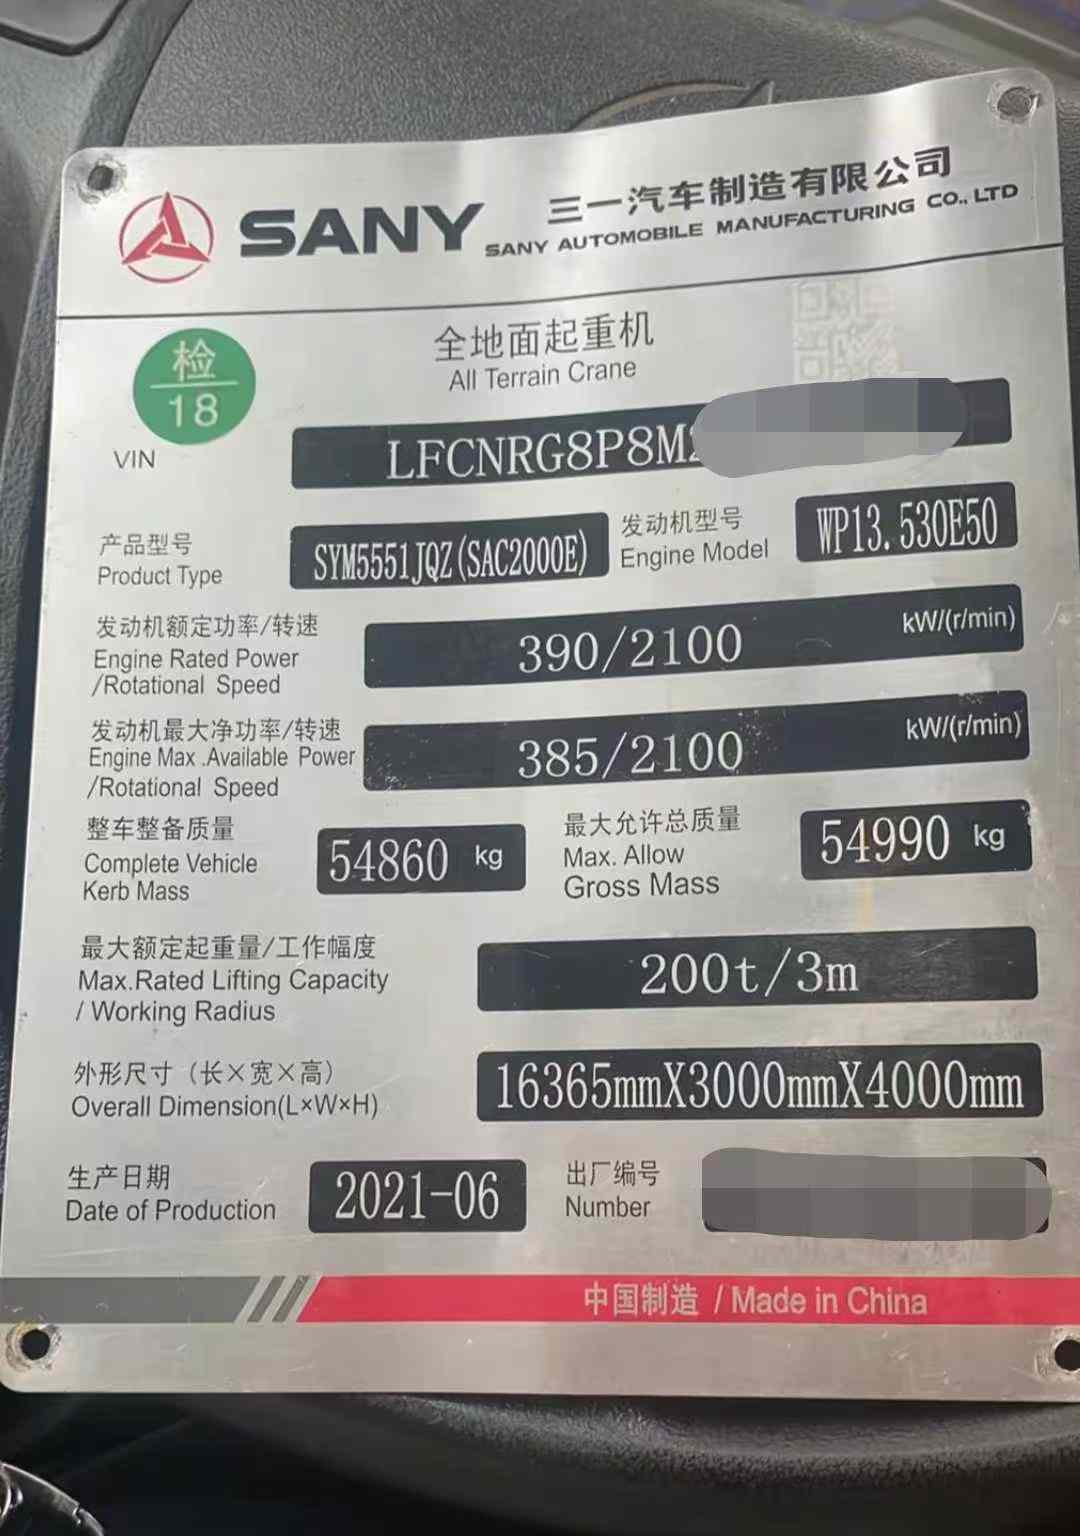 SANY 三一汽车制造有限公司
SANY AUTOMOBILE MANUFACTURING CO., LTD
检
18
全地面起重机
All Terrain Crane
VIN LFCNRG8P8M
产品型号
Product Type
SYM5551JQZ(SAC2000E)
发动机型号
Engine Model
WP13.530E50
发动机额定功率/转速
Engine Rated Power
/Rotational Speed
390/2100 kW/(r/min)
发动机最大净功率/转速
Engine Max .Available Power
/Rotational Speed
385/2100 kW/(r/min)
整车整备质量
Complete Vehicle
Kerb Mass
54860 kg
最大允许总质量
Max. Allow
Gross Mass
54990 kg
最大额定起重量/工作幅度
Max.Rated Lifting Capacity
/ Working Radius
200t/3m
外形尺寸（长×宽×高）
Overall Dimension(L×W×H)
16365mmX3000mmX4000mm
生产日期
Date of Production
2021-06
出厂编号
Number
中国制造 / Made in China